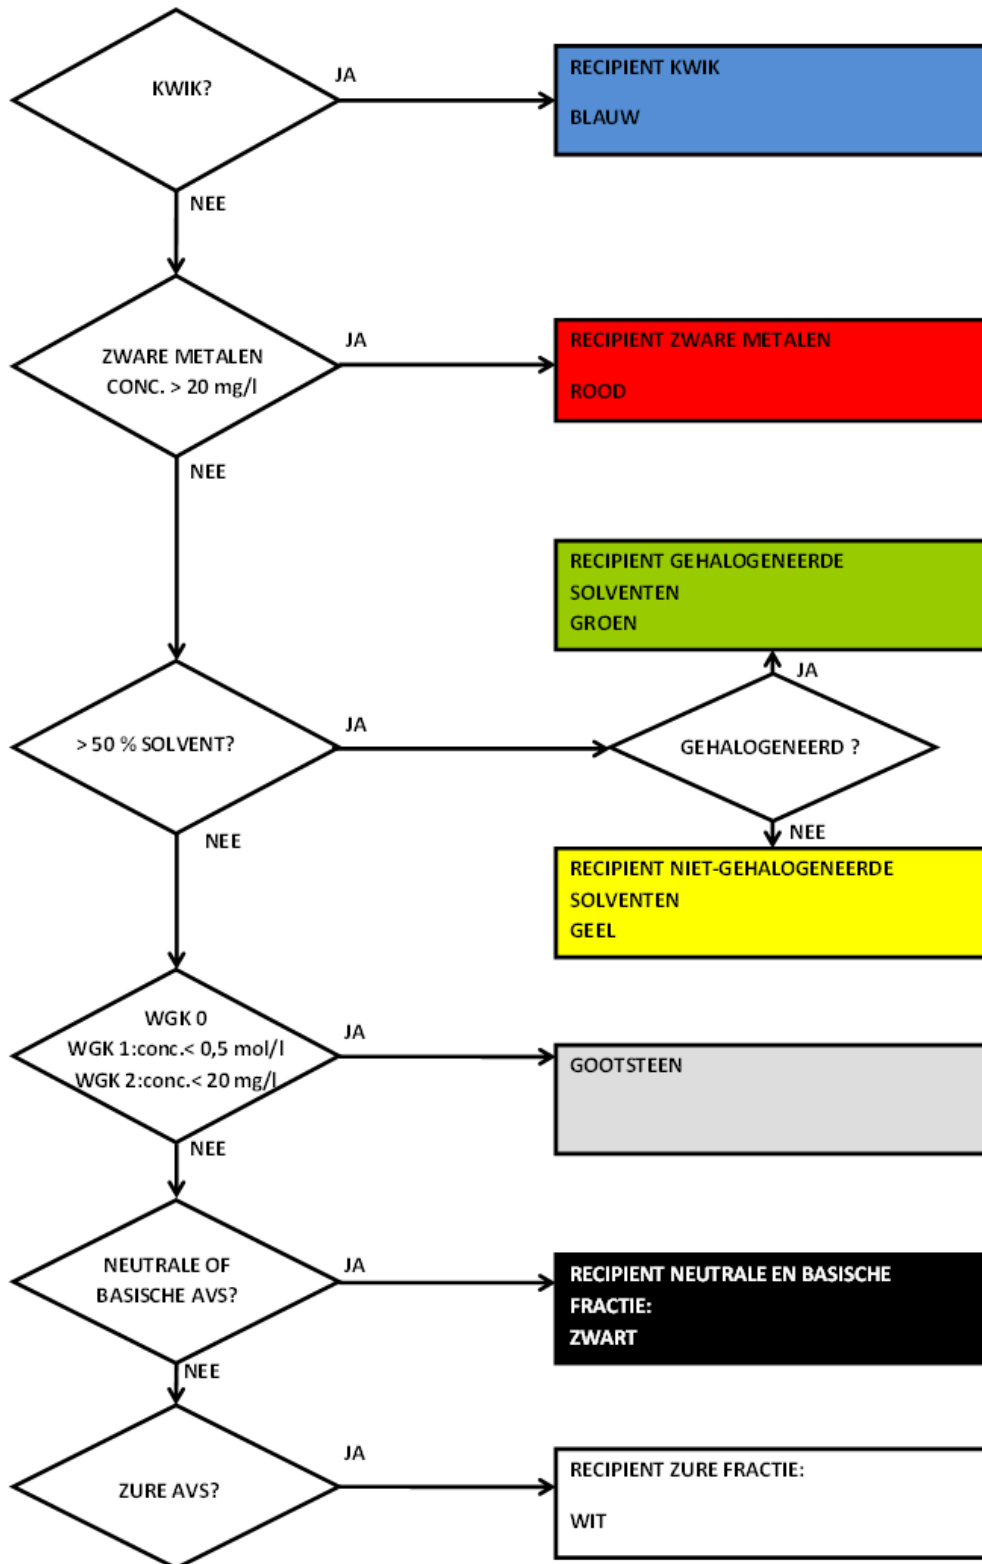 KWIK?
JA
RECIPIENT KWIK
BLAUW
NEE
ZWARE METALEN
CONC. > 20 mg/l
JA
RECIPIENT ZWARE METALEN
ROOD
NEE
RECIPIENT GEHALOGENEERDE
SOLVENTEN
GROEN
JA
> 50 % SOLVENT?
JA
GEHALOGENEERD ?
NEE
NEE
RECIPIENT NIET-GEHALOGENEERDE
SOLVENTEN
GEEL
WGK 0
WGK 1:conc.< 0,5 mol/l
WGK 2:conc.< 20 mg/l
JA
GOOTSTEEN
NEE
NEUTRALE OF
BASISCHE AVS?
JA
RECIPIENT NEUTRALE EN BASISCHE
FRACTIE:
ZWART
NEE
ZURE AVS?
JA
RECIPIENT ZURE FRACTIE:
WIT